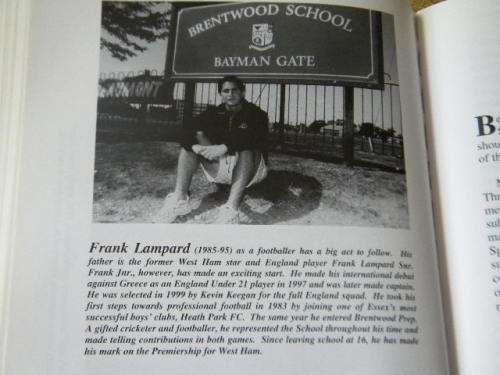 BRENTWOOD SCHOOL
BAYMAN GATE
Frank Lampard (1985-95) as a footballer has a big act to follow. His
father is the former West Ham star and England player Frank Lampard Snr.
Frank Jnr., however, has made an exciting start. He made his international debut
against Greece as an England Under 21 player in 1997 and was later made captain.
He was selected in 1999 by Kevin Keegan for the full England squad. He took his
first steps towards professional football in 1983 by joining one of Essex's most
successful boys' clubs, Heath Park FC. The same year he entered Brentwood Prep.
A gifted cricketer and footballer, he represented the School throughout his time and
made telling contributions in both games. Since leaving school at 16, he has made
his mark on the Premiership for West Ham.
shou
of th